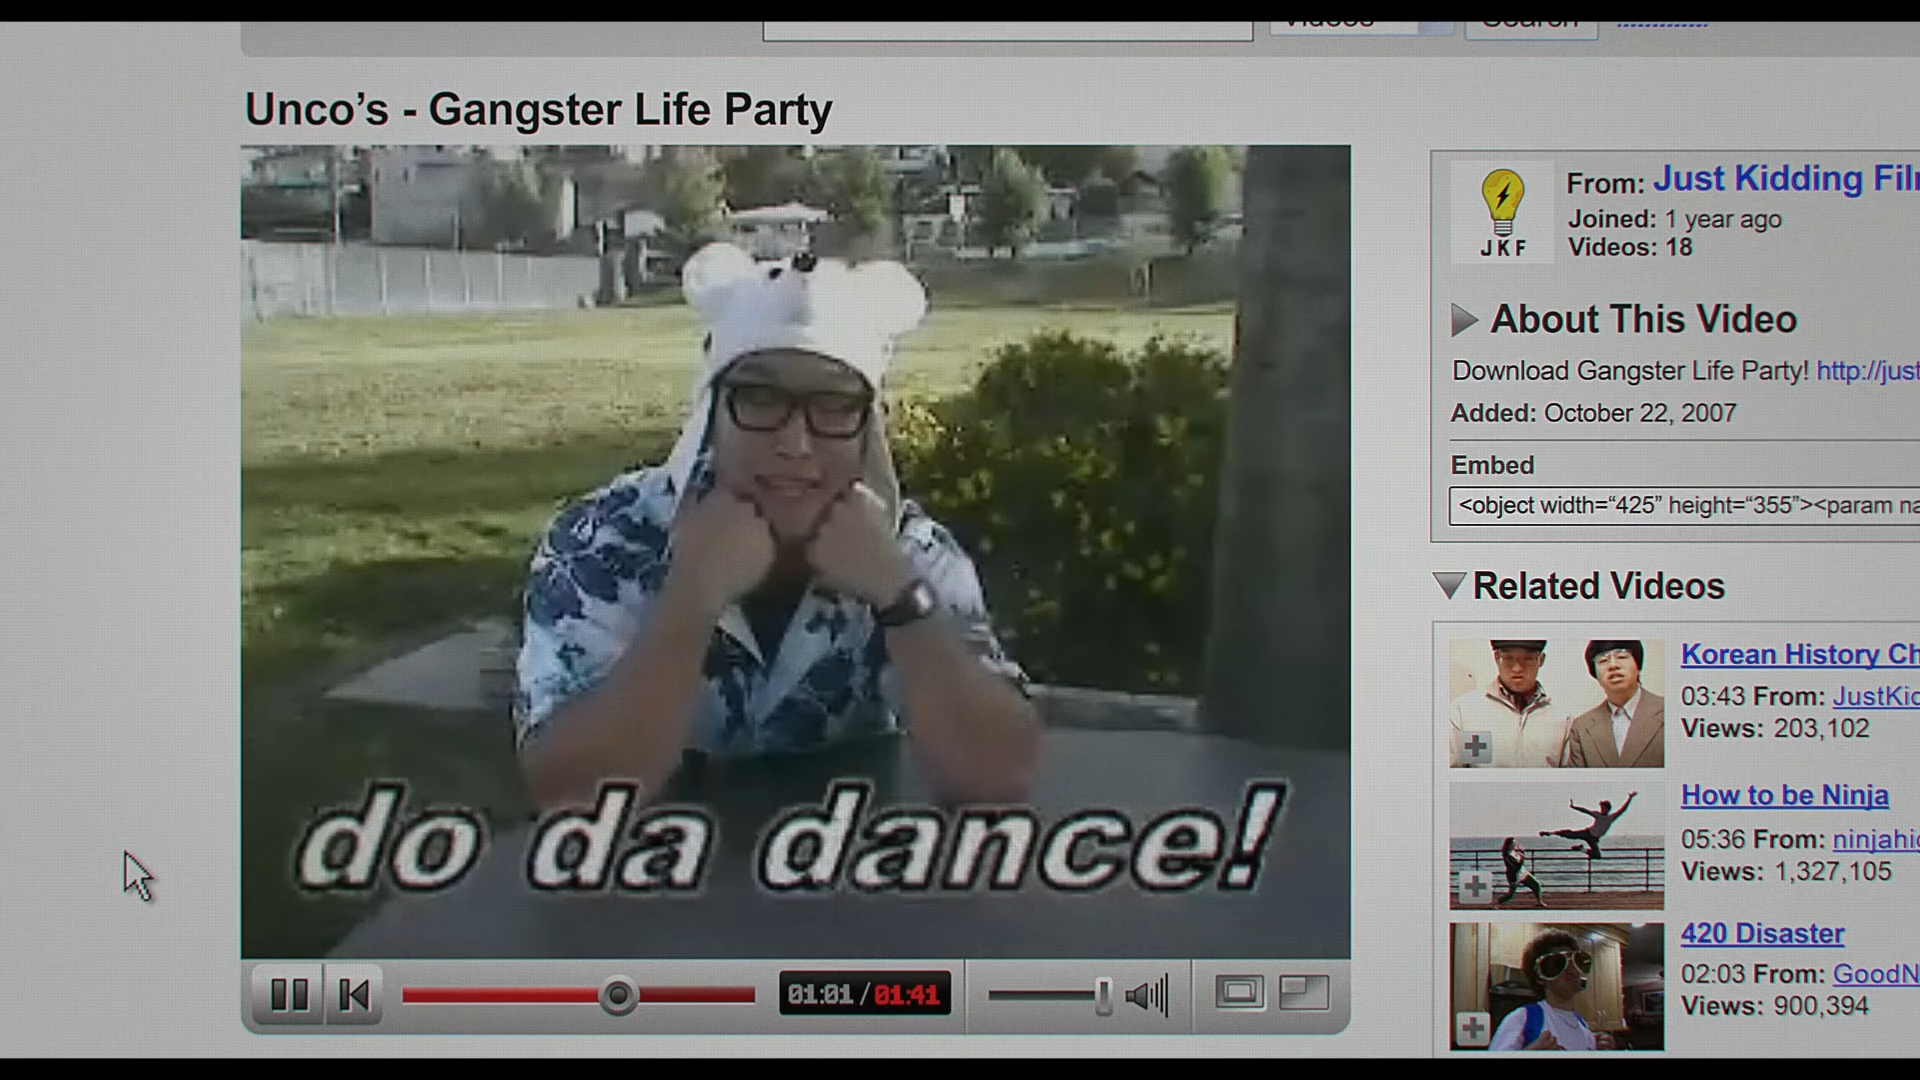 Videos
Search
Unco's - Gangster Life Party
do da dance!
01:01 / 01:41
JKF
From: Just Kidding
Joined: 1 year ago
Videos: 18
About This Video
Download Gangster Life Party! http://just
Added: October 22, 2007
Embed
<object width=“425” height=“355”><param na
Related Videos
Korean History Ch
03:43 From: JustKid
Views: 203,102
How to be Ninja
05:36 From: ninjahig
Views: 1,327,105
420 Disaster
02:03 From: GoodN
Views: 900,394